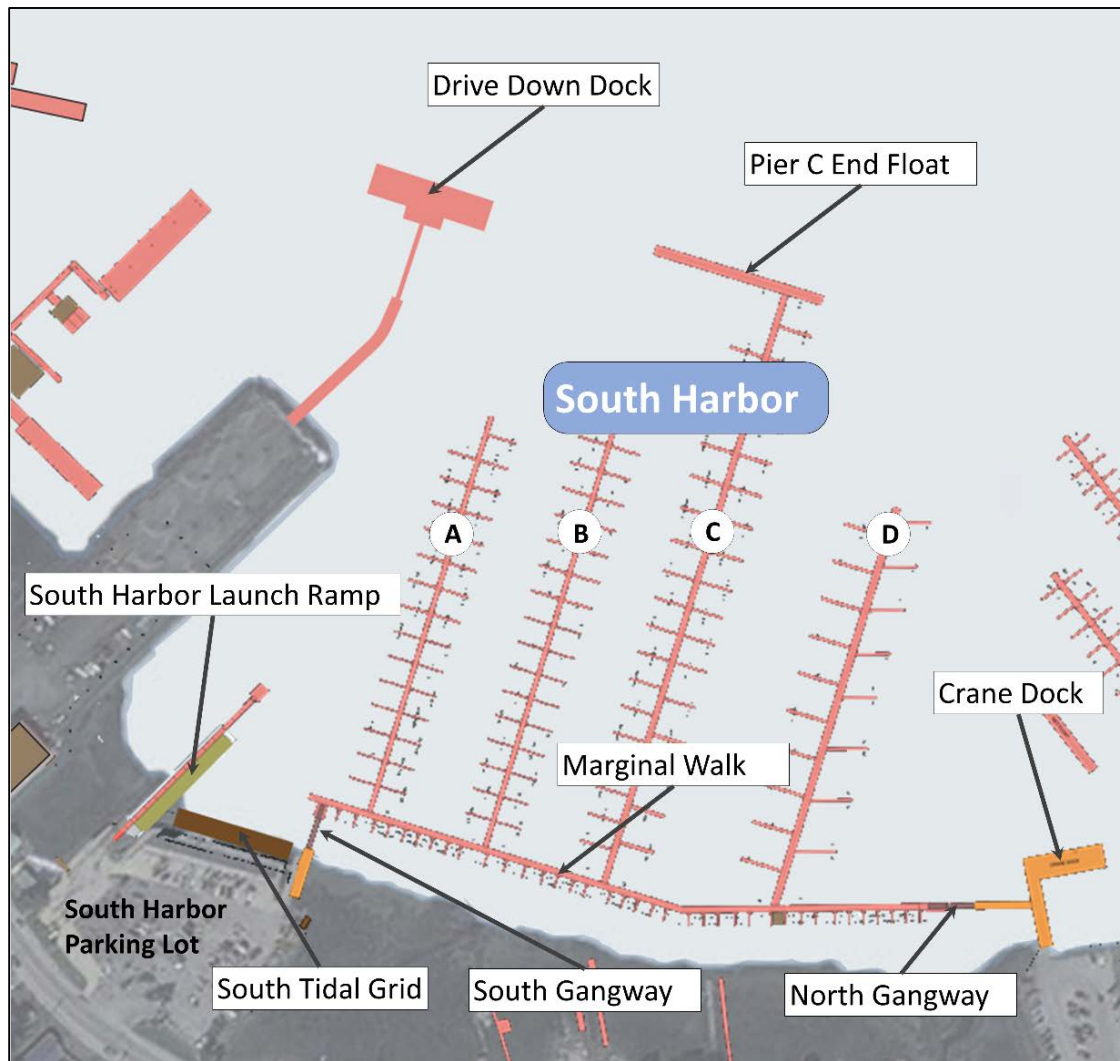 Drive Down Dock
Pier C End Float
South Harbor
A
B
C
D
South Harbor Launch Ramp
Crane Dock
Marginal Walk
South Harbor
Parking Lot
South Tidal Grid
South Gangway
North Gangway